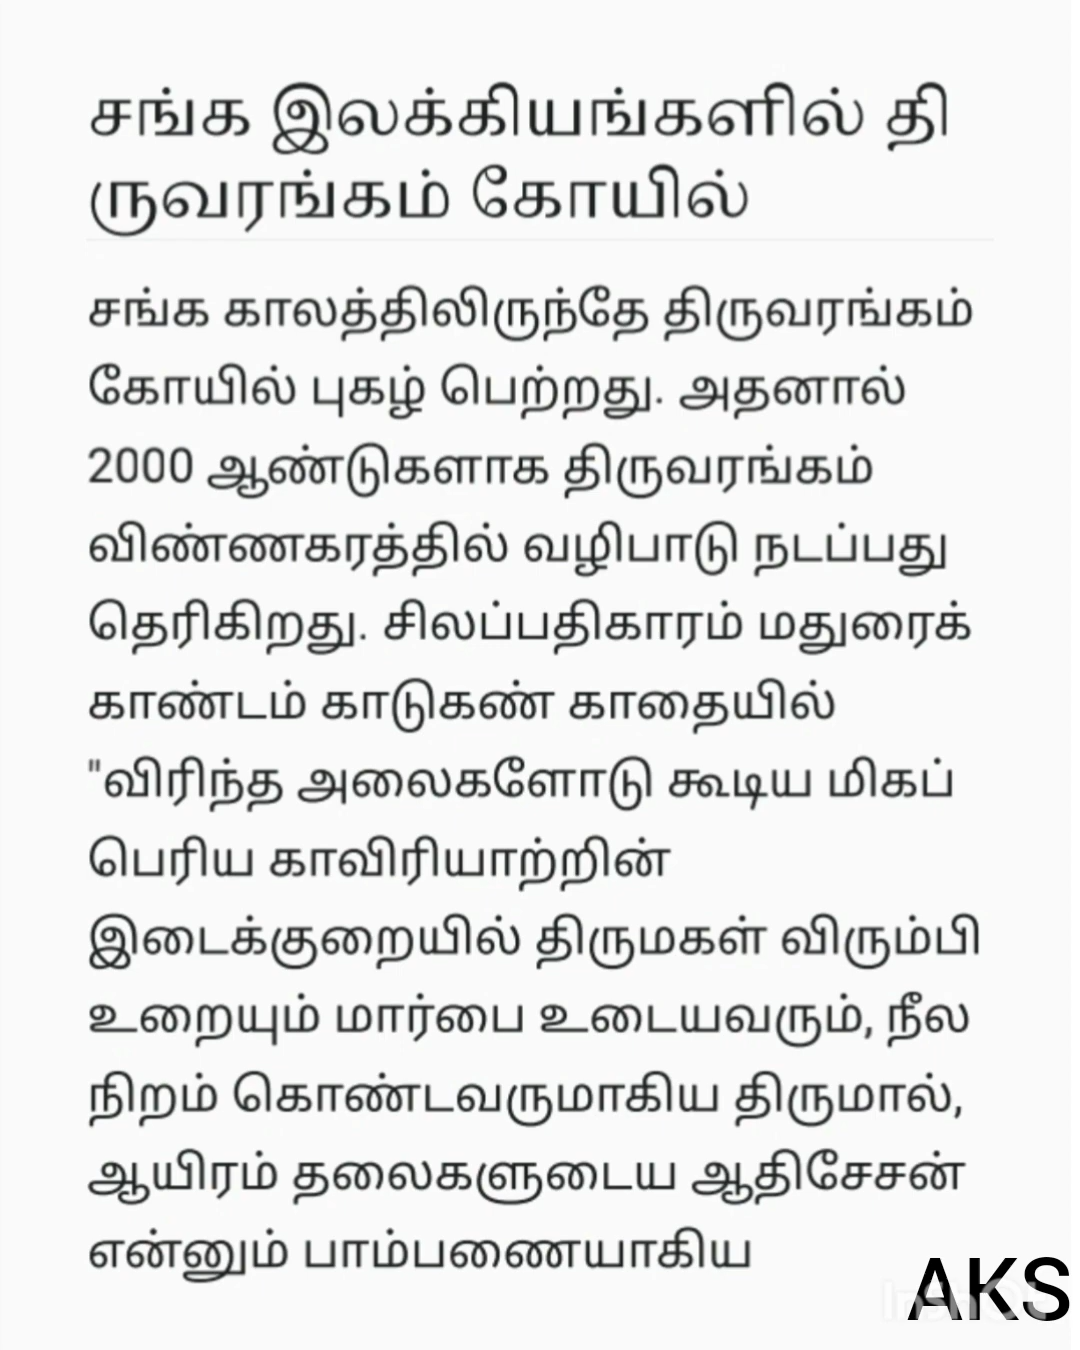 சங்க இலக்கியங்களில் தி
ருவரங்கம் கோயில்
சங்க காலத்திலிருந்தே திருவரங்கம்
கோயில் புகழ் பெற்றது. அதனால்
2000 ஆண்டுகளாக திருவரங்கம்
விண்ணகரத்தில் வழிபாடு நடப்பது
தெரிகிறது. சிலப்பதிகாரம் மதுரைக்
காண்டம் காடுகண் காதையில்
"விரிந்த அலைகளோடு கூடிய மிகப்
பெரிய காவிரியாற்றின்
இடைக்குறையில் திருமகள் விரும்பி
உறையும் மார்பை உடையவரும், நீல
நிறம் கொண்டவருமாகிய திருமால்,
ஆயிரம் தலைகளுடைய ஆதிசேசன்
என்னும் பாம்பணையாகிய
AKS